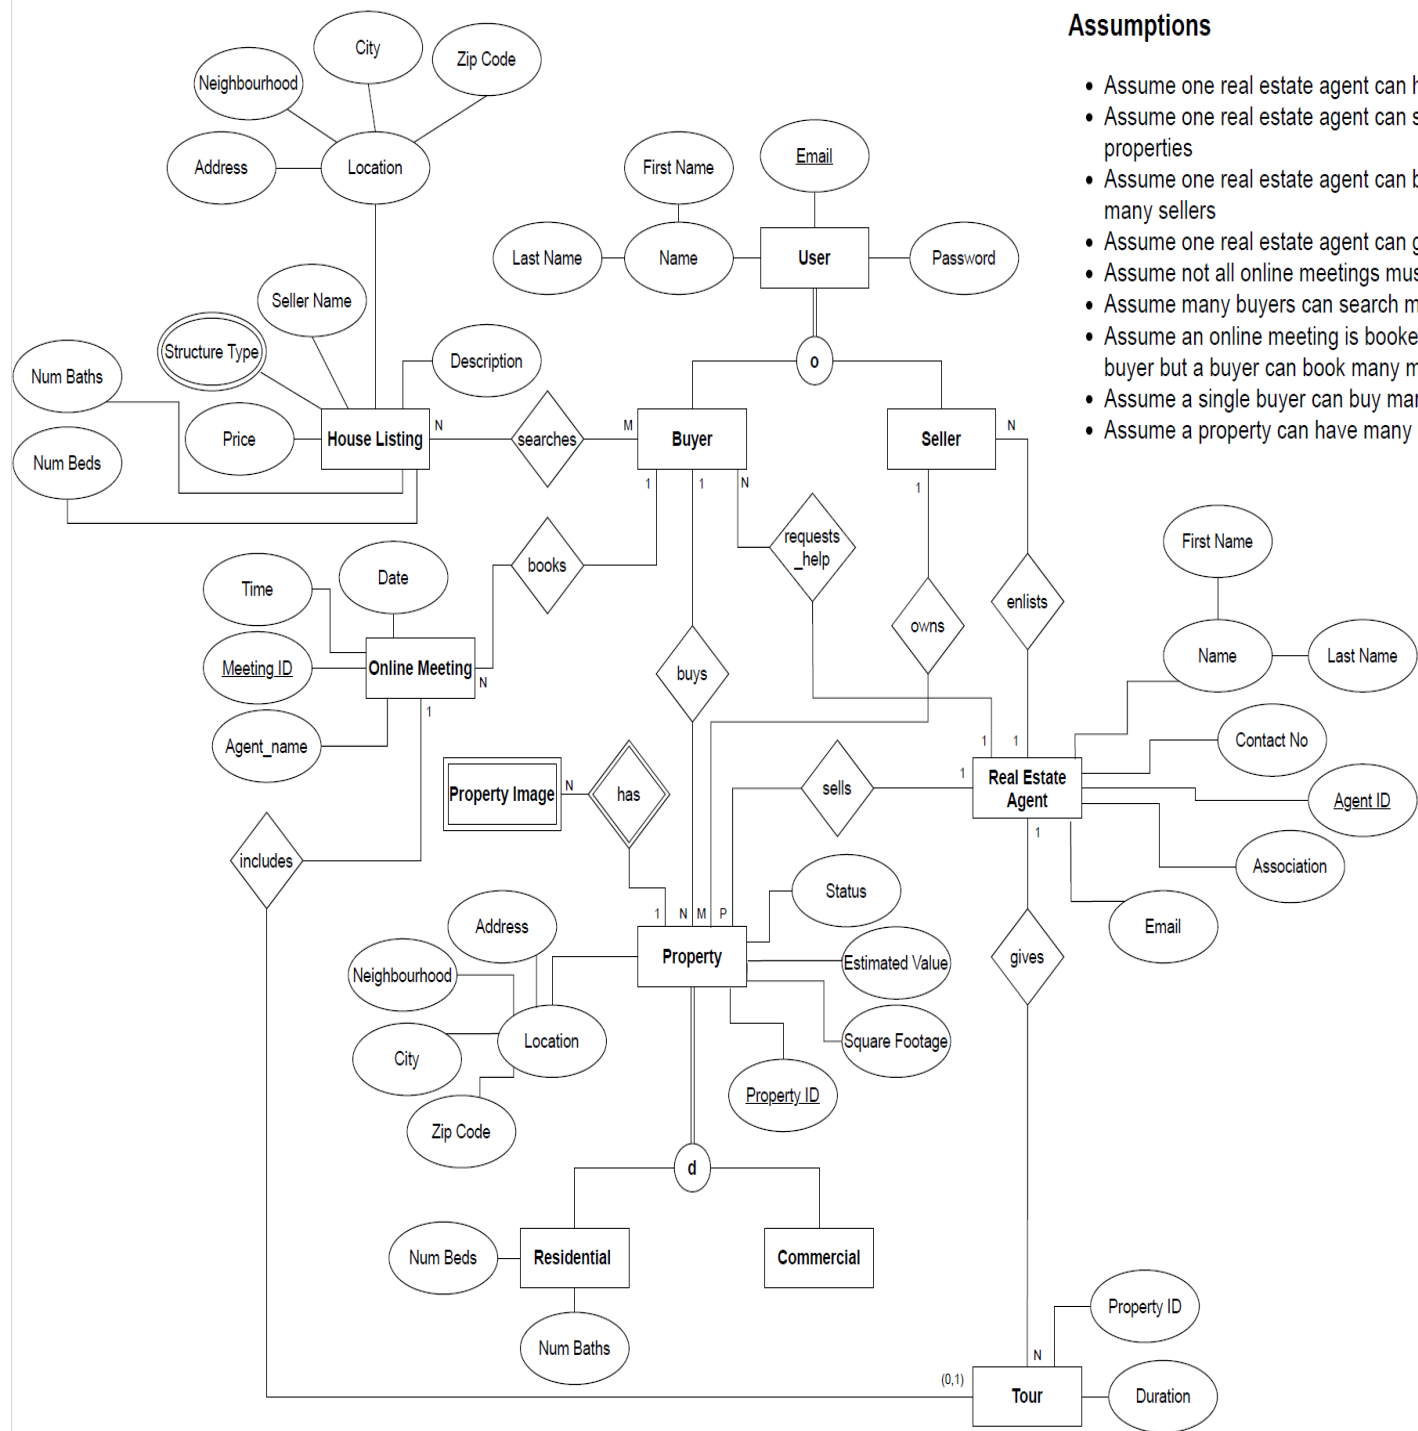 Assumptions
• Assume one real estate agent can
• Assume one real estate agent can
properties
• Assume one real estate agent can
many sellers
• Assume one real estate agent can
• Assume not all online meetings
• Assume many buyers can search
• Assume an online meeting is
buyer but a buyer can book many
• Assume a single buyer can buy
• Assume a property can have many
City
Zip Code
Neighbourhood
Address
Location
First Name
Email
Last Name
Name
User
Password
Seller Name
Structure Type
Description
Num Baths
Price
House Listing
N
searches
M
Buyer
o
Seller
N
Num Beds
1
1
N
1
requests
_help
books
Time
Date
enlists
owns
First Name
Meeting ID
Online Meeting
N
buys
Name
Last Name
1
Agent_name
1
1
Contact No
Property Image
N
has
sells
1
Real Estate
Agent
Agent ID
1
includes
Association
Status
1
N
M
P
Address
Email
Property
Estimated Value
gives
Neighbourhood
Location
Square Footage
City
Property ID
Zip Code
d
Num Beds
Residential
Commercial
Num Baths
Property ID
N
(0,1)
Tour
Duration